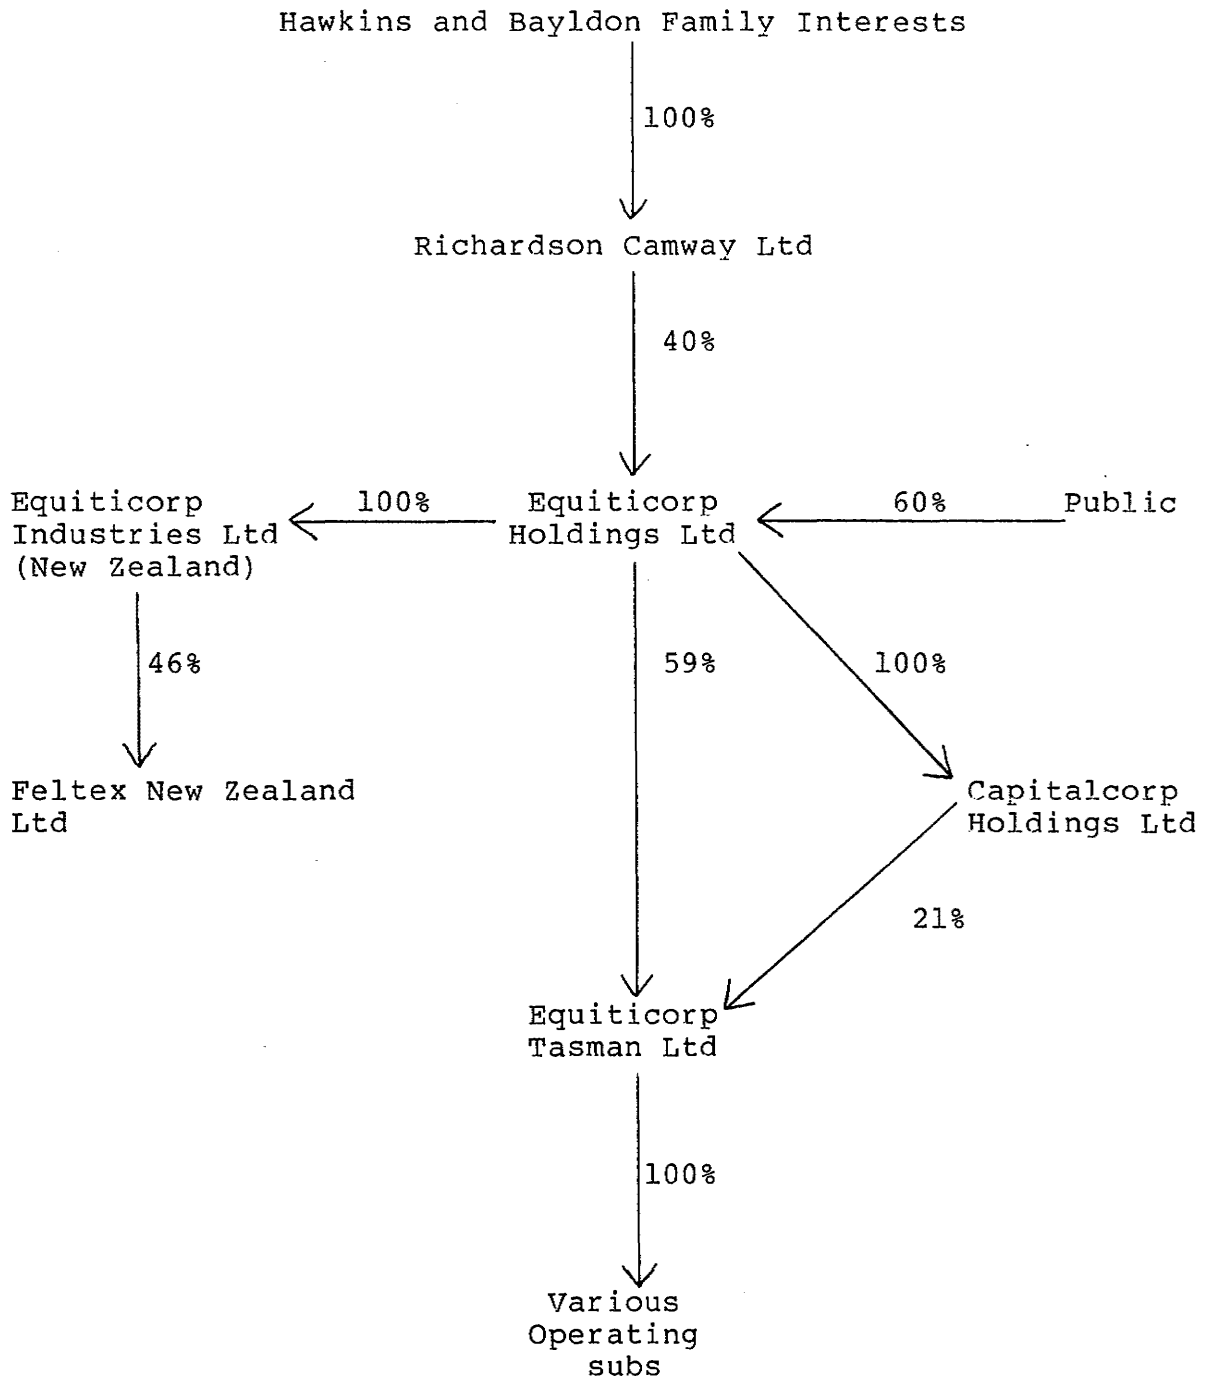 Hawkins and Bayldon Family Interests
100%
Richardson Camway Ltd
40%
Equiticorp
Industries Ltd
(New Zealand)
100%
Equiticorp
Holdings Ltd
60%
Public
46%
59%
100%
Feltex New Zealand
Ltd
Capitalcorp
Holdings Ltd
21%
Equiticorp
Tasman Ltd
100%
Various
Operating
subs